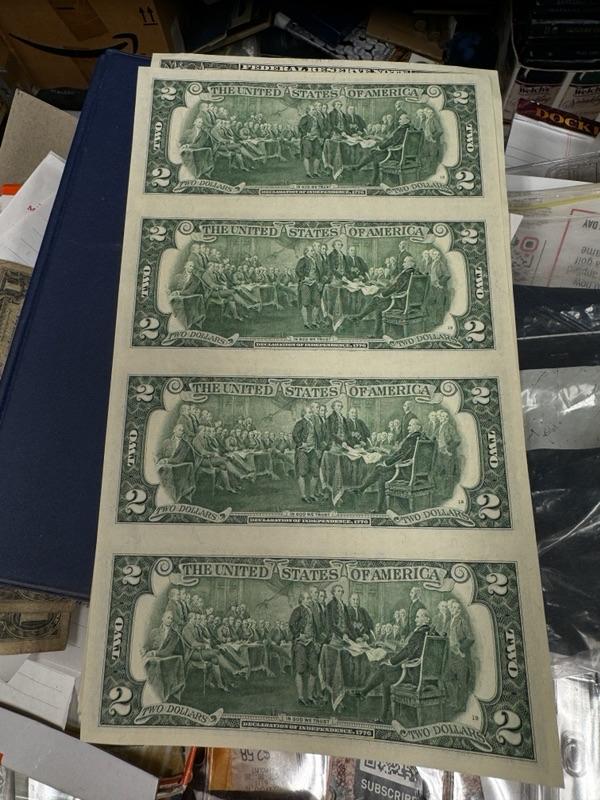 FEDERAL RESERVE NOTE
2 THE UNITED STATES OF AMERICA 2
TWO TWO
2 TWO DOLLARS IN GOD WE TRUST TWO DOLLARS 2
DECLARATION OF INDEPENDENCE, 1776
2 THE UNITED STATES OF AMERICA 2
TWO TWO
2 TWO DOLLARS IN GOD WE TRUST TWO DOLLARS 2
DECLARATION OF INDEPENDENCE, 1776
2 THE UNITED STATES OF AMERICA 2
TWO TWO
2 TWO DOLLARS IN GOD WE TRUST TWO DOLLARS 2
DECLARATION OF INDEPENDENCE, 1776
2 THE UNITED STATES OF AMERICA 2
TWO TWO
2 TWO DOLLARS IN GOD WE TRUST TWO DOLLARS 2
DECLARATION OF INDEPENDENCE, 1776
Welch's Welch's
DOCK
DAY
SUBSCRIBE